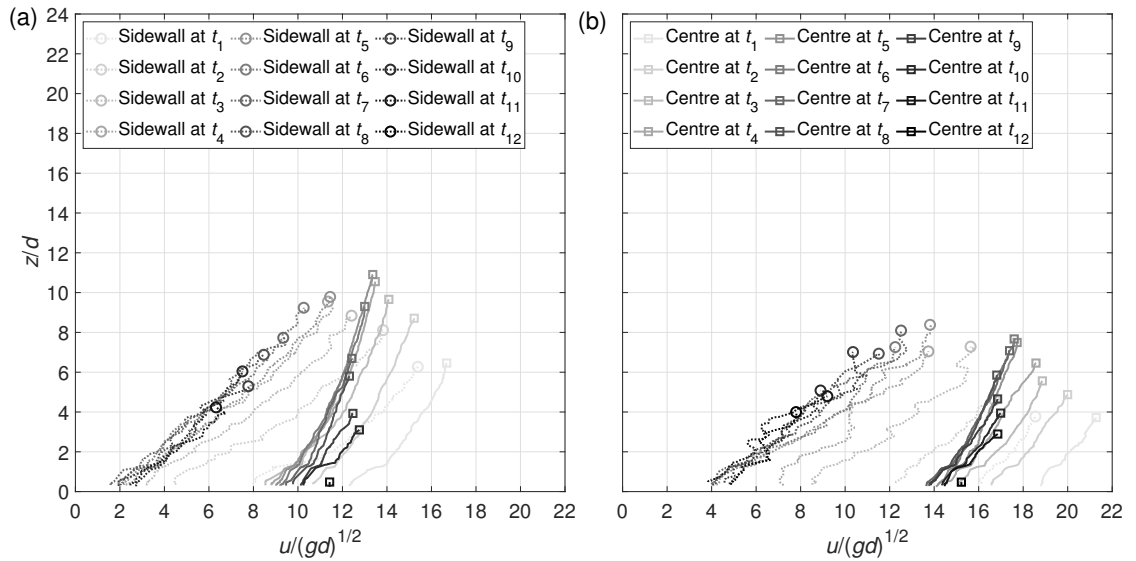 (a)
24
22
20
18
16
14
12
10
8
6
4
2
0
z/d
Sidewall at t1 Sidewall at t5 Sidewall at t9
Sidewall at t2 Sidewall at t6 Sidewall at t10
Sidewall at t3 Sidewall at t7 Sidewall at t11
Sidewall at t4 Sidewall at t8 Sidewall at t12
0 2 4 6 8 10 12 14 16 18 20 22
u/(gd)^1/2
(b)
Centre at t1 Centre at t5 Centre at t9
Centre at t2 Centre at t6 Centre at t10
Centre at t3 Centre at t7 Centre at t11
Centre at t4 Centre at t8 Centre at t12
0 2 4 6 8 10 12 14 16 18 20 22
u/(gd)^1/2